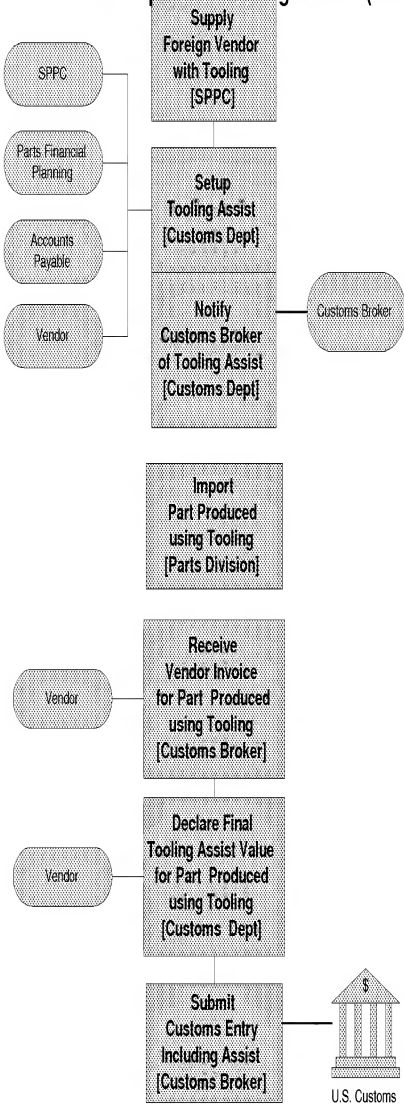 Supply
Foreign Vendor
with Tooling
[SPPC]
SPPC
Parts Financial
Planning
Accounts
Payable
Vendor
Setup
Tooling Assist
[Customs Dept]
Notify
Customs Broker
of Tooling Assist
[Customs Dept]
Customs Broker
Import
Part Produced
using Tooling
[Parts Division]
Vendor
Receive
Vendor Invoice
for Part Produced
using Tooling
[Customs Broker]
Vendor
Declare Final
Tooling Assist Value
for Part Produced
using Tooling
[Customs Dept]
Submit
Customs Entry
Including Assist
[Customs Broker]
$
U.S. Customs